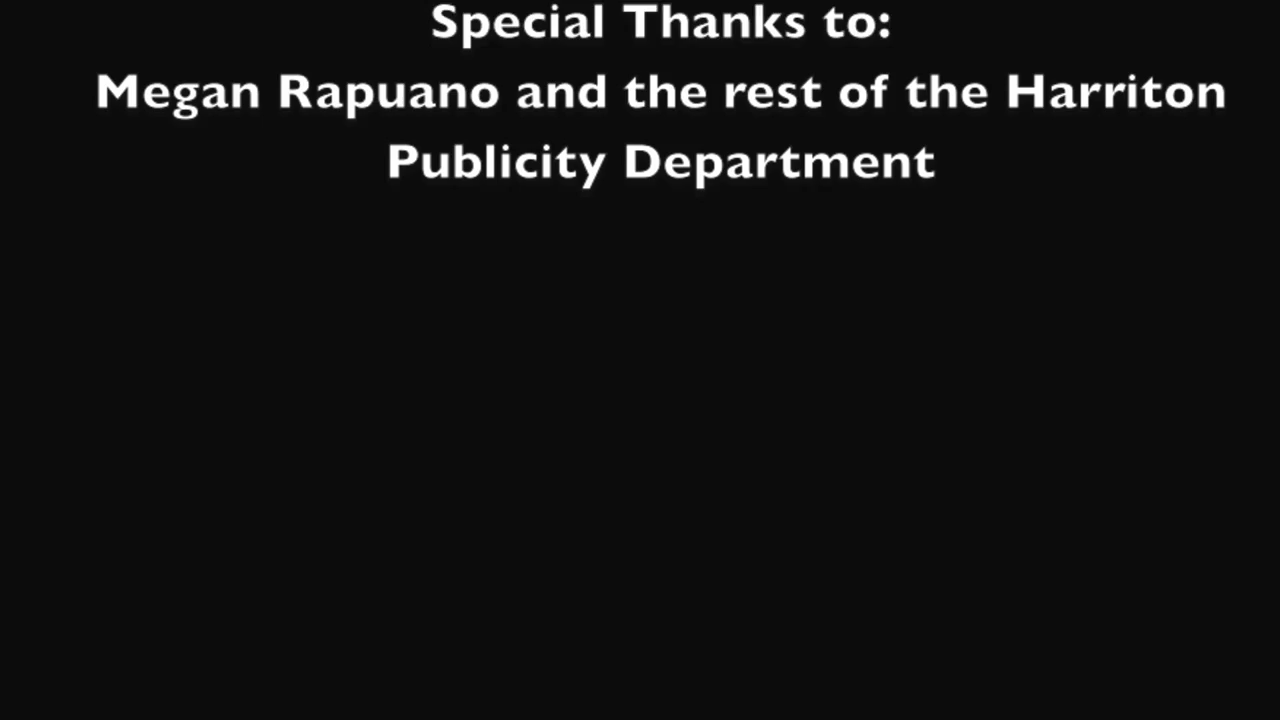 Special Thanks to:
Megan Rapuano and the rest of the Harriton
Publicity Department